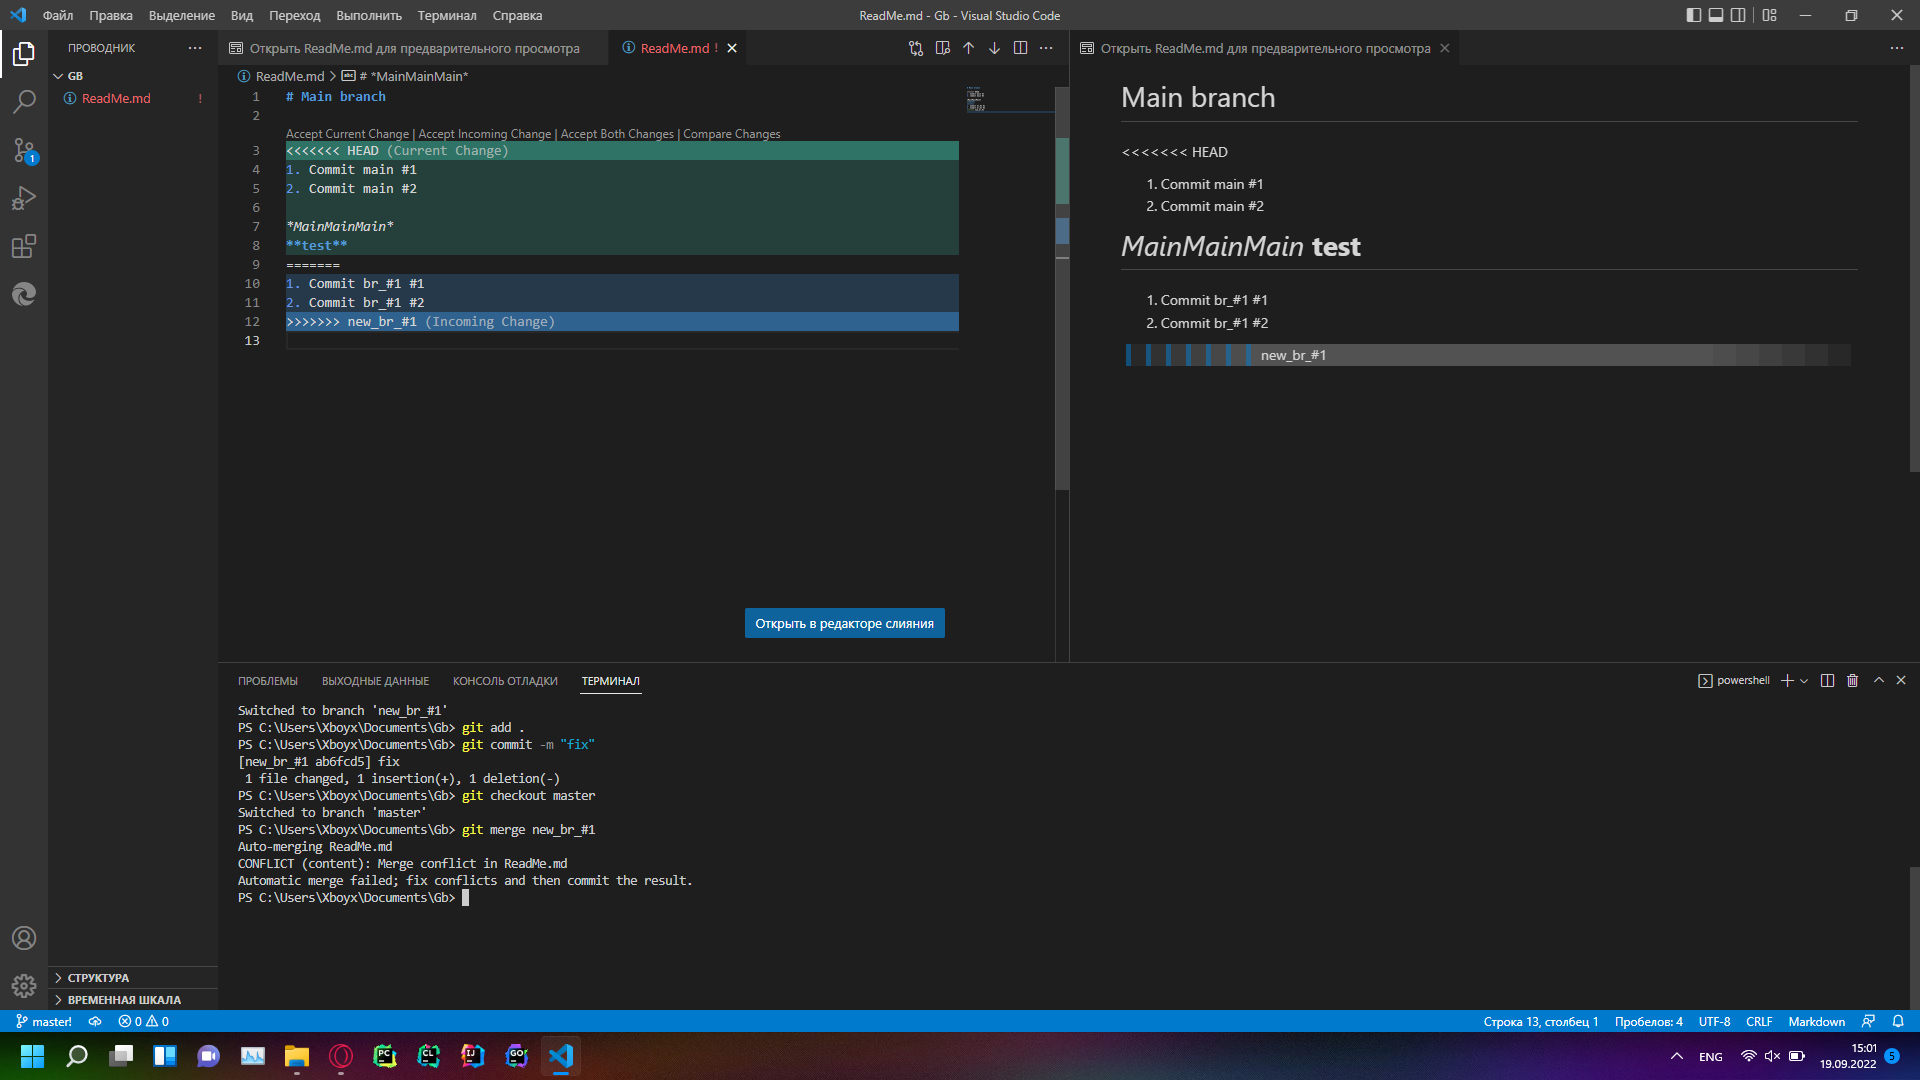 Файл Правка Выделение Вид Переход Выполнить Терминал Справка
ReadMe.md - Gb - Visual Studio Code
ПРОВОДНИК
GB
ReadMe.md !
1
Открыть ReadMe.md для предварительного просмотра
ReadMe.md !
ReadMe.md > # *MainMainMain*
1 # Main branch
2
Accept Current Change | Accept Incoming Change | Accept Both Changes | Compare Changes
3 <<<<<<< HEAD (Current Change)
4 1. Commit main #1
5 2. Commit main #2
6
7 *MainMainMain*
8 **test**
9 =======
10 1. Commit br_#1 #1
11 2. Commit br_#1 #2
12 >>>>>>> new_br_#1 (Incoming Change)
13
Открыть в редакторе слияния
Открыть ReadMe.md для предварительного просмотра
Main branch
<<<<<<< HEAD
1. Commit main #1
2. Commit main #2
MainMainMain test
1. Commit br_#1 #1
2. Commit br_#1 #2
new_br_#1
ПРОБЛЕМЫ ВЫХОДНЫЕ ДАННЫЕ КОНСОЛЬ ОТЛАДКИ ТЕРМИНАЛ
powershell
Switched to branch 'new_br_#1'
PS C:\Users\Xboyx\Documents\Gb> git add .
PS C:\Users\Xboyx\Documents\Gb> git commit -m "fix"
[new_br_#1 ab6fcd5] fix
1 file changed, 1 insertion(+), 1 deletion(-)
PS C:\Users\Xboyx\Documents\Gb> git checkout master
Switched to branch 'master'
PS C:\Users\Xboyx\Documents\Gb> git merge new_br_#1
Auto-merging ReadMe.md
CONFLICT (content): Merge conflict in ReadMe.md
Automatic merge failed; fix conflicts and then commit the result.
PS C:\Users\Xboyx\Documents\Gb>
СТРУКТУРА
ВРЕМЕННАЯ ШКАЛА
master! 0 0
Строка 13, столбец 1 Пробелов: 4 UTF-8 CRLF Markdown
PC CL IJ GO
ENG
15:01
19.09.2022
5